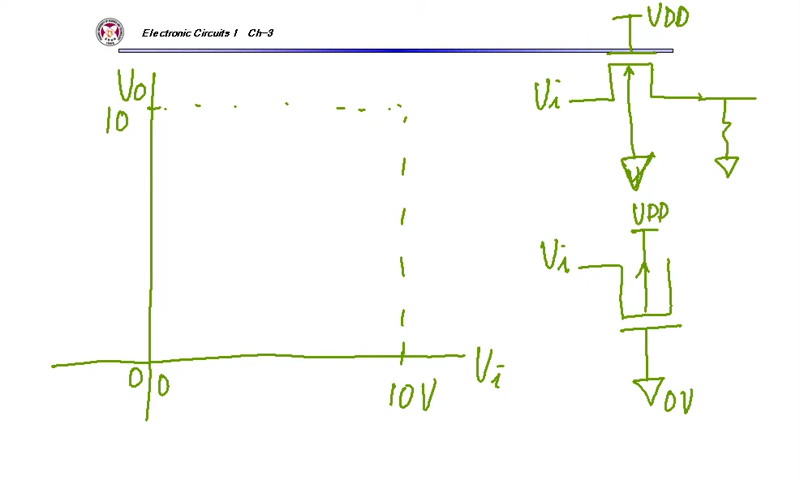 Electronic Circuits 1 Ch-3
VDD
Vo
10
Vi
VDD
Vi
0
0
10V
Vi
0V